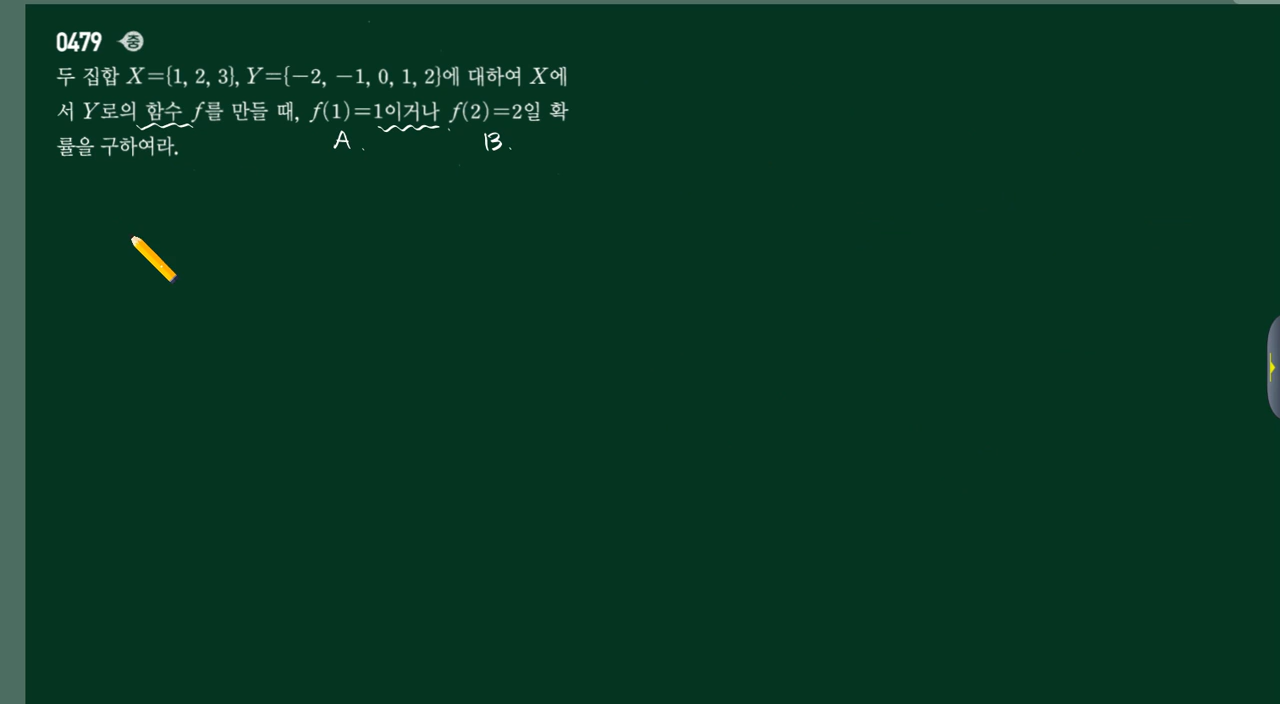 0479 중
두 집합 X={1, 2, 3}, Y={−2, −1, 0, 1, 2}에 대하여 X에
서 Y로의 함수 f를 만들 때, f(1)=1이거나 f(2)=2일 확
률을 구하여라.
A. B.